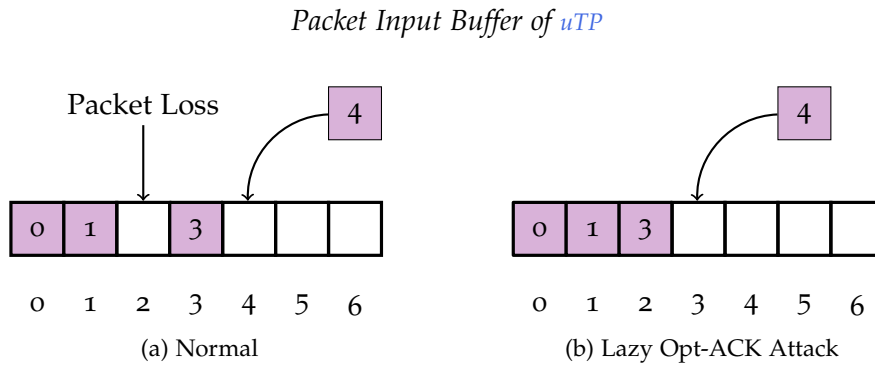 Packet Input Buffer of uTP
Packet Loss
4
4
0 1 3
0 1 3
0 1 2 3 4 5 6
0 1 2 3 4 5 6
(a) Normal
(b) Lazy Opt-ACK Attack